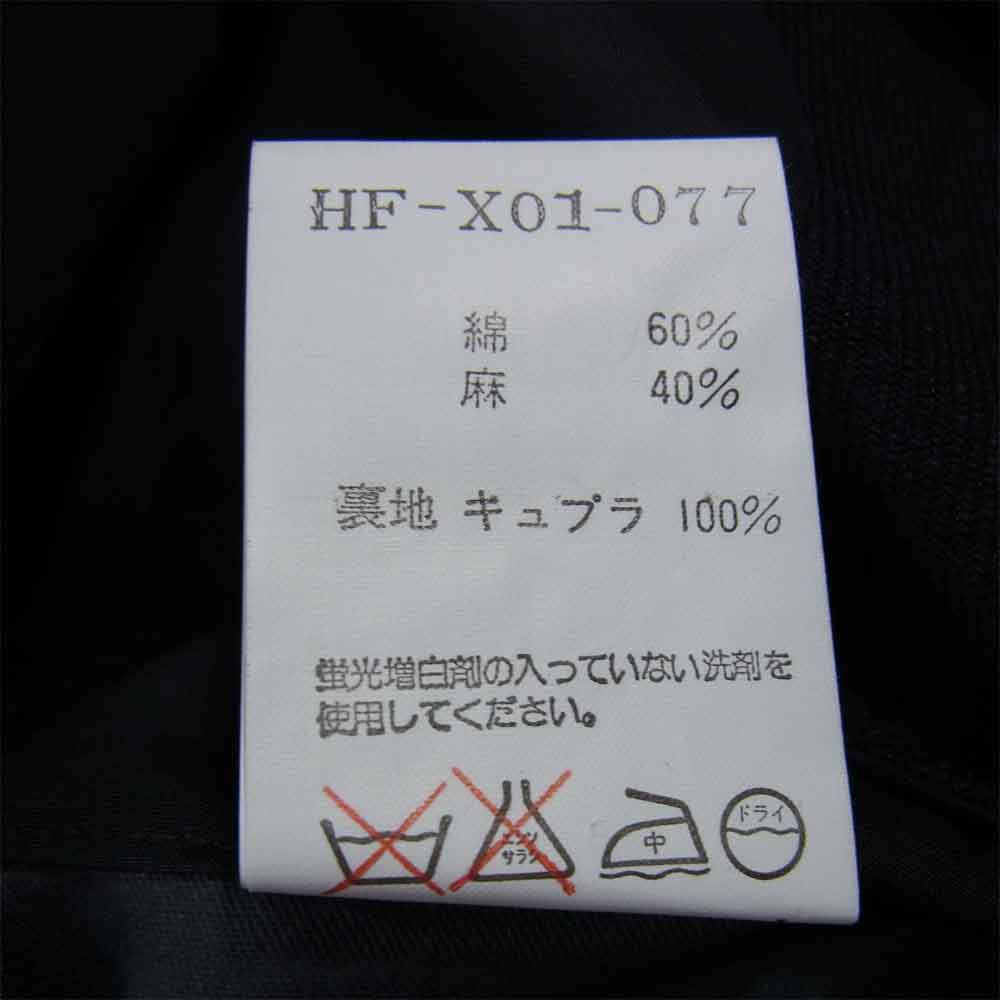 HF-X01-077
綿 60%
麻 40%
裏地 キュプラ 100%
蛍光増白剤の入っていない洗剤を
使用してください。
エンソ
サラシ
中
ドライ